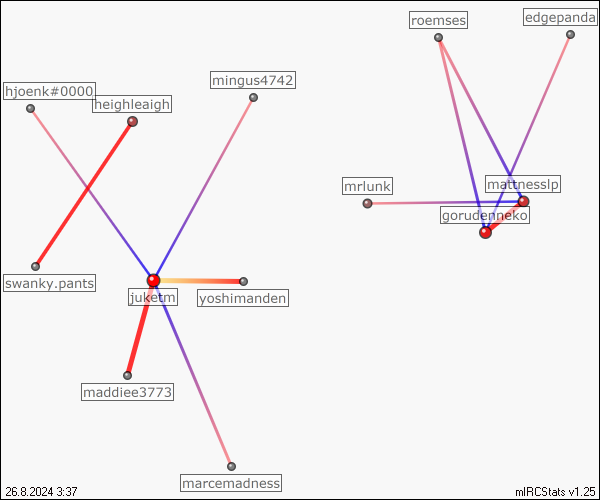 roemses
edgepanda
mingus4742
hjoenk#0000
heighleaigh
mrlunk
mattnesslp
gorudenneko
swanky.pants
juketm
yoshimanden
maddiee3773
marcemadness
26.8.2024 3:37
mIRCStats v1.25